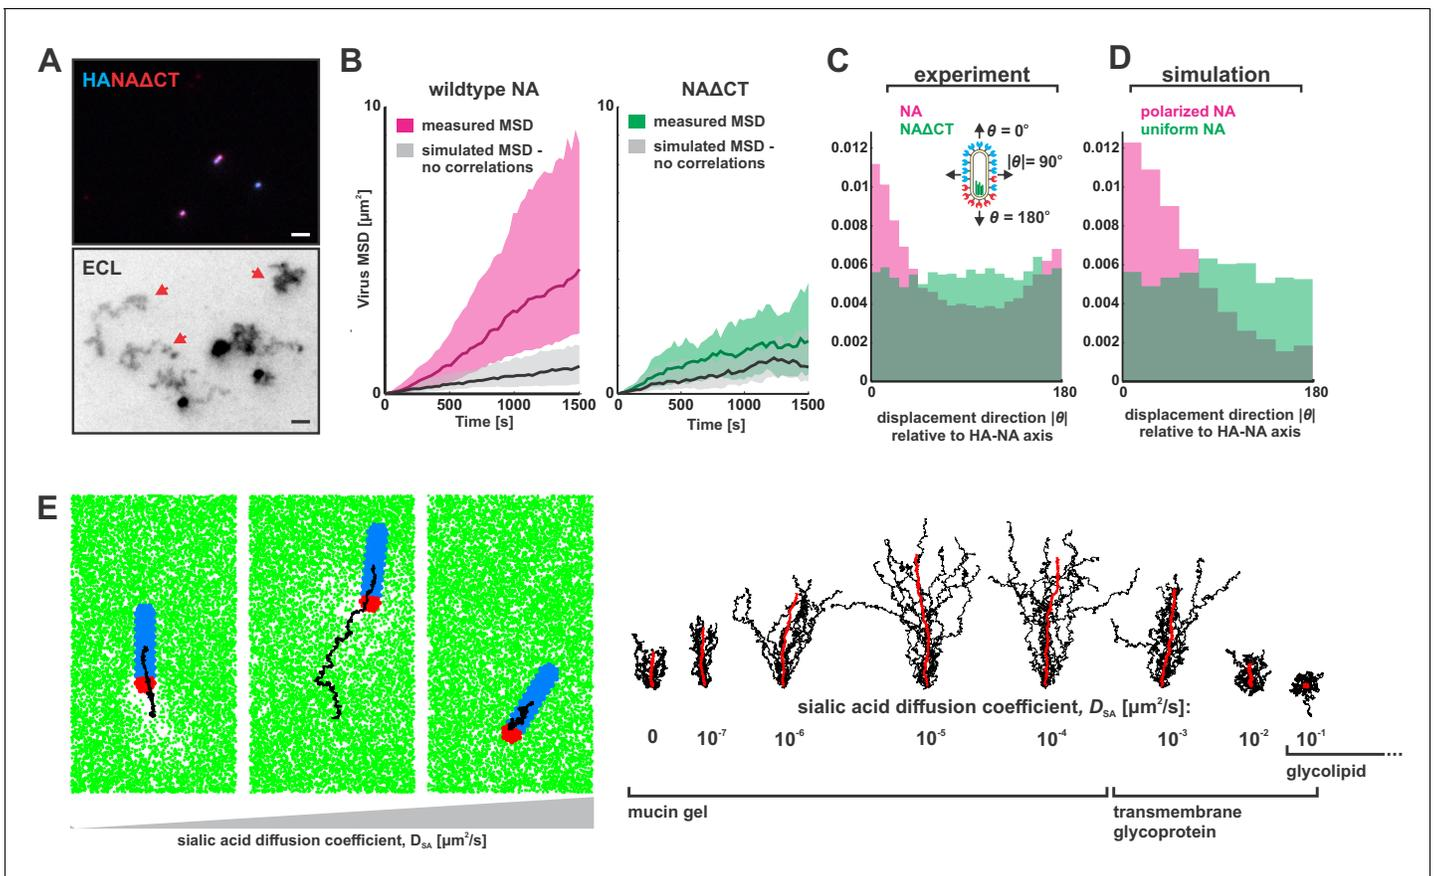 A
HANAΔCT
ECL
B
wildtype NA
10
measured MSD
simulated MSD -
no correlations
Virus MSD [μm²]
0
0
500
1000
1500
Time [s]
NAΔCT
10
measured MSD
simulated MSD -
no correlations
0
0
500
1000
1500
Time [s]
C
experiment
NA
NAΔCT
θ = 0°
|θ|= 90°
θ = 180°
0.012
0.01
0.008
0.006
0.004
0.002
0
0
180
displacement direction |θ|
relative to HA-NA axis
D
simulation
polarized NA
uniform NA
0.012
0.01
0.008
0.006
0.004
0.002
0
0
180
displacement direction |θ|
relative to HA-NA axis
E
sialic acid diffusion coefficient, D_SA [μm²/s]
sialic acid diffusion coefficient, D_SA [μm²/s]:
0 10⁻⁷ 10⁻⁶ 10⁻⁵ 10⁻⁴ 10⁻³ 10⁻² 10⁻¹
glycolipid
mucin gel
transmembrane
glycoprotein